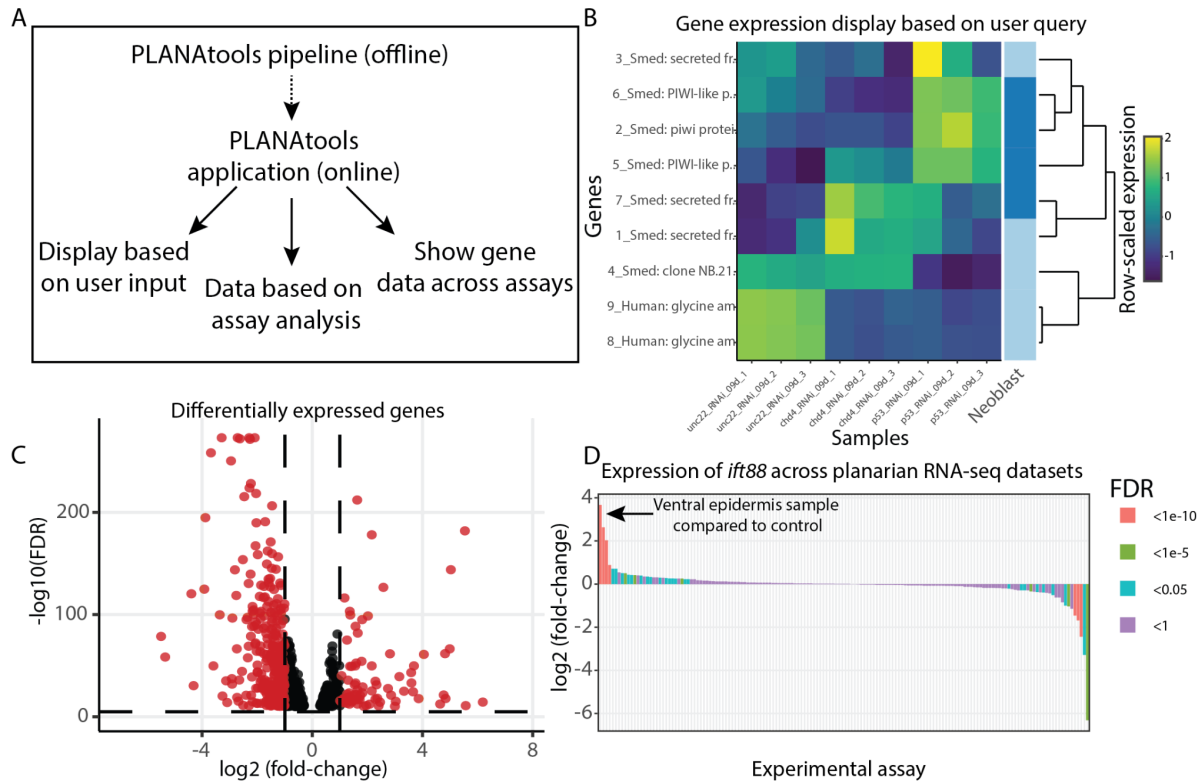 A
PLANAtools pipeline (offline)
PLANAtools
application (online)
Display based
on user input
Data based on
assay analysis
Show gene
data across assays
B
Gene expression display based on user query
Genes
3_Smed: secreted fr.
6_Smed: PIWI-like p..
2_Smed: piwi protei
5_Smed: PIWI-like p..
7_Smed: secreted fr..
1_Smed: secreted fr.
4_Smed: clone NB.21
9_Human: glycine am
8_Human: glycine am
unc22_RNAi_09d_1
unc22_RNAi_09d_2
unc22_RNAi_09d_3
chd4_RNAi_09d_1
chd4_RNAi_09d_2
chd4_RNAi_09d_3
p53_RNAi_09d_1
p53_RNAi_09d_2
p53_RNAi_09d_3
Neoblast
Samples
Row-scaled expression
2
1
0
-1
C
Differentially expressed genes
-log10(FDR)
200
100
0
-4
0
4
8
log2 (fold-change)
D
Expression of ift88 across planarian RNA-seq datasets
Ventral epidermis sample
compared to control
log2 (fold-change)
4
2
0
-2
-4
-6
Experimental assay
FDR
<1e-10
<1e-5
<0.05
<1